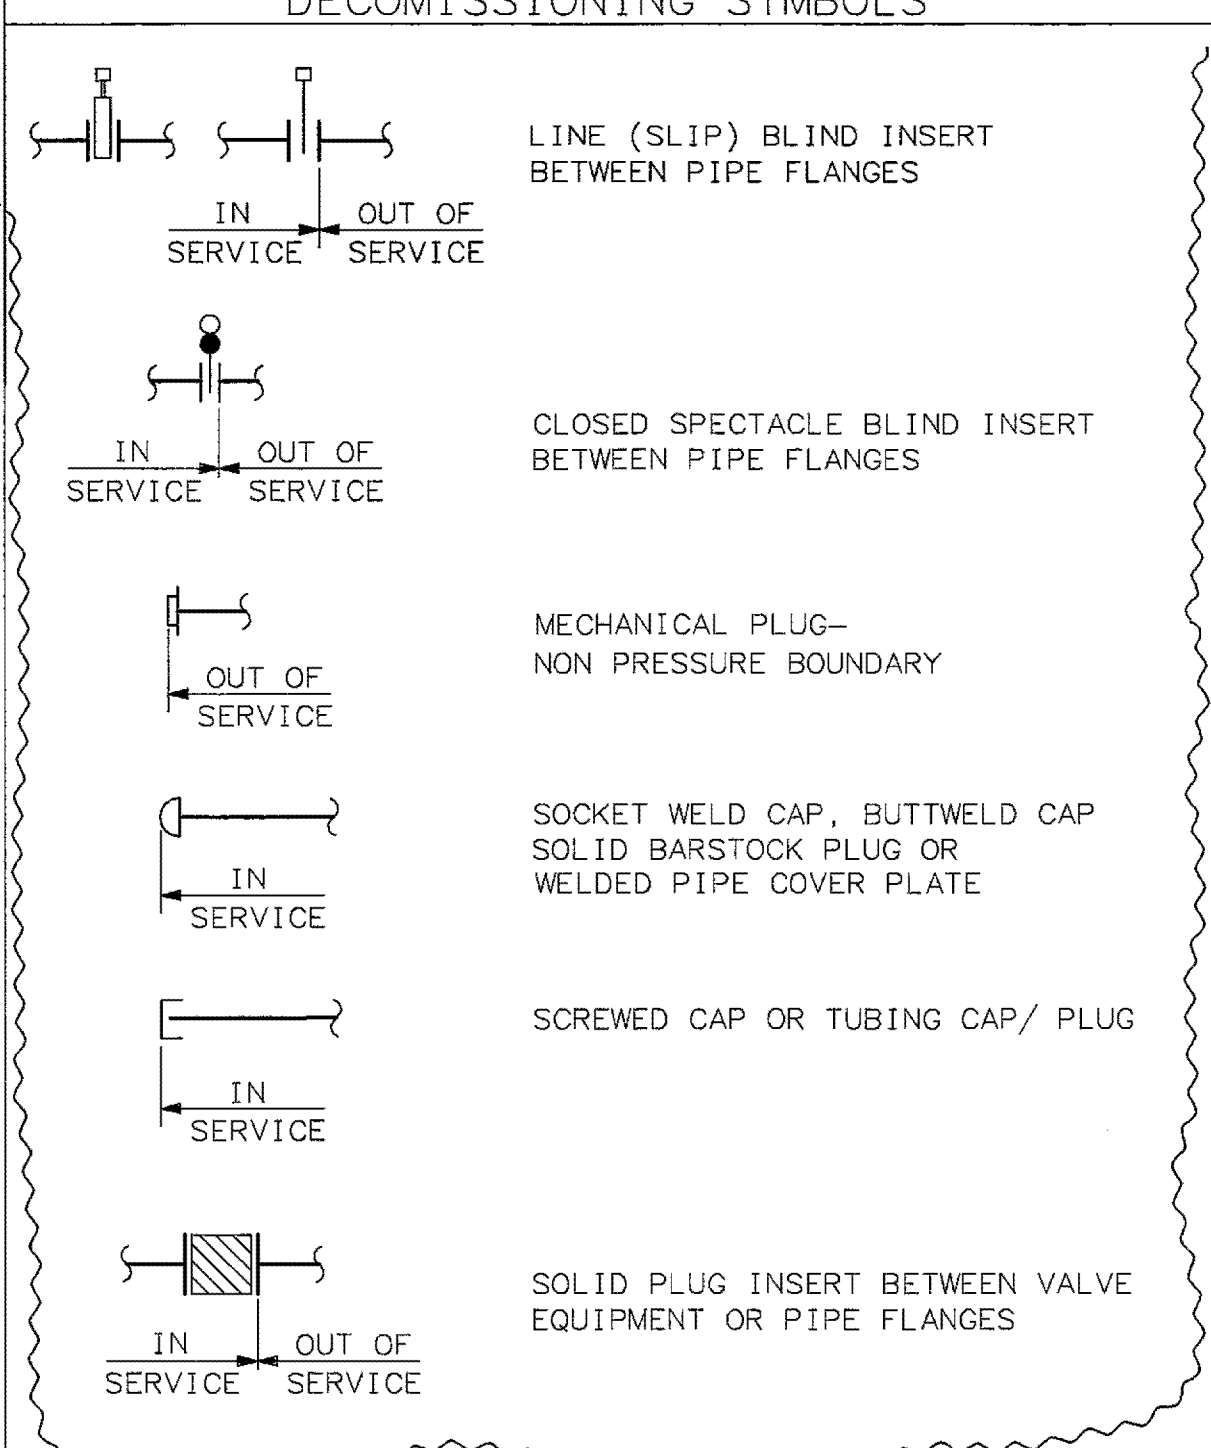 DECOMISSIONING SYMBOLS
LINE (SLIP) BLIND INSERT
BETWEEN PIPE FLANGES
IN
SERVICE
OUT OF
SERVICE
CLOSED SPECTACLE BLIND INSERT
BETWEEN PIPE FLANGES
IN
SERVICE
OUT OF
SERVICE
MECHANICAL PLUG-
NON PRESSURE BOUNDARY
OUT OF
SERVICE
SOCKET WELD CAP, BUTTWELD CAP
SOLID BARSTOCK PLUG OR
WELDED PIPE COVER PLATE
IN
SERVICE
SCREWED CAP OR TUBING CAP/ PLUG
IN
SERVICE
SOLID PLUG INSERT BETWEEN VALVE
EQUIPMENT OR PIPE FLANGES
IN
SERVICE
OUT OF
SERVICE